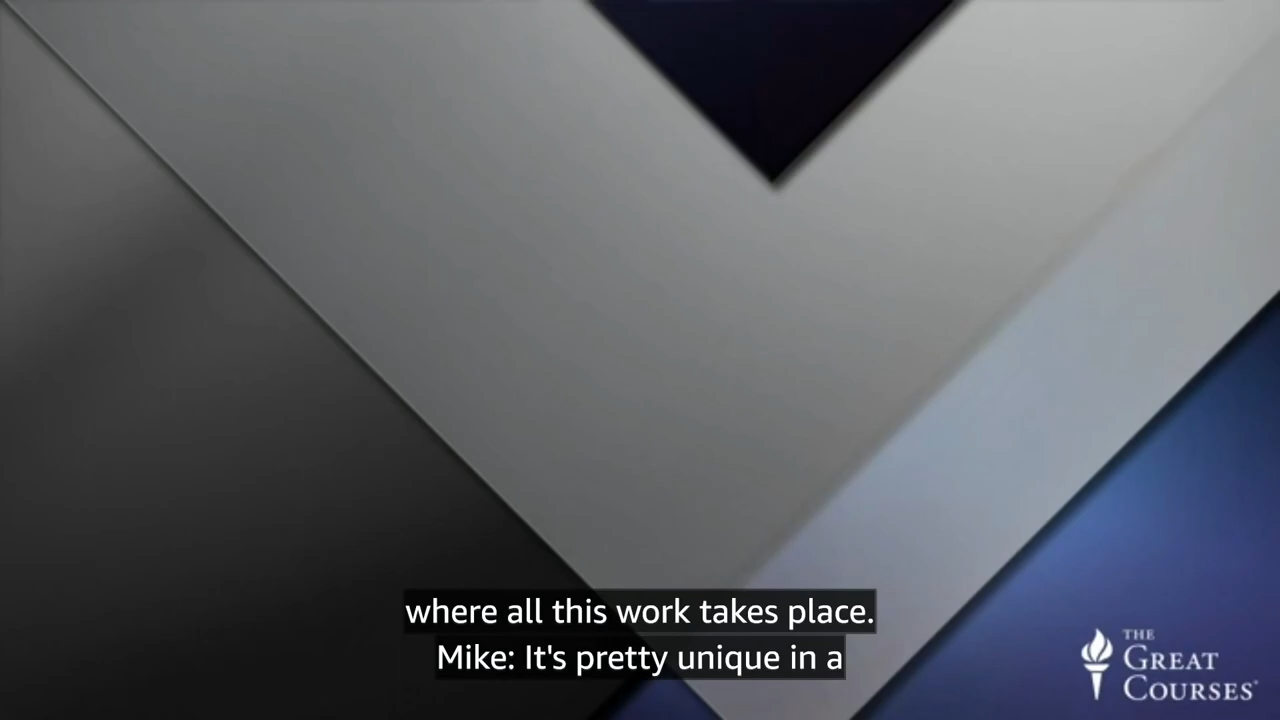 where all this work takes place.
Mike: It's pretty unique in a
THE
GREAT
COURSES®